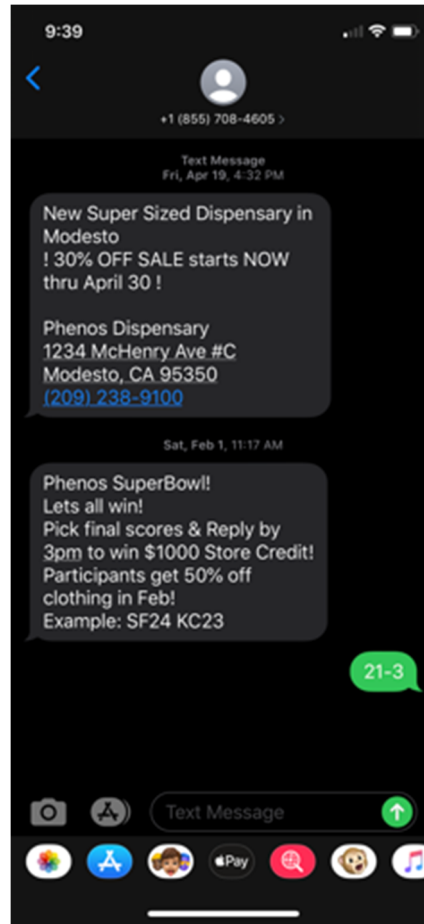 9:39
+1 (855) 708-4605 >
Text Message
Fri, Apr 19, 4:32 PM
New Super Sized Dispensary in
Modesto
! 30% OFF SALE starts NOW
thru April 30 !
Phenos Dispensary
1234 McHenry Ave #C
Modesto, CA 95350
(209) 238-9100
Sat, Feb 1, 11:17 AM
Phenos SuperBowl!
Lets all win!
Pick final scores & Reply by
3pm to win $1000 Store Credit!
Participants get 50% off
clothing in Feb!
Example: SF24 KC23
21-3
Text Message
Pay